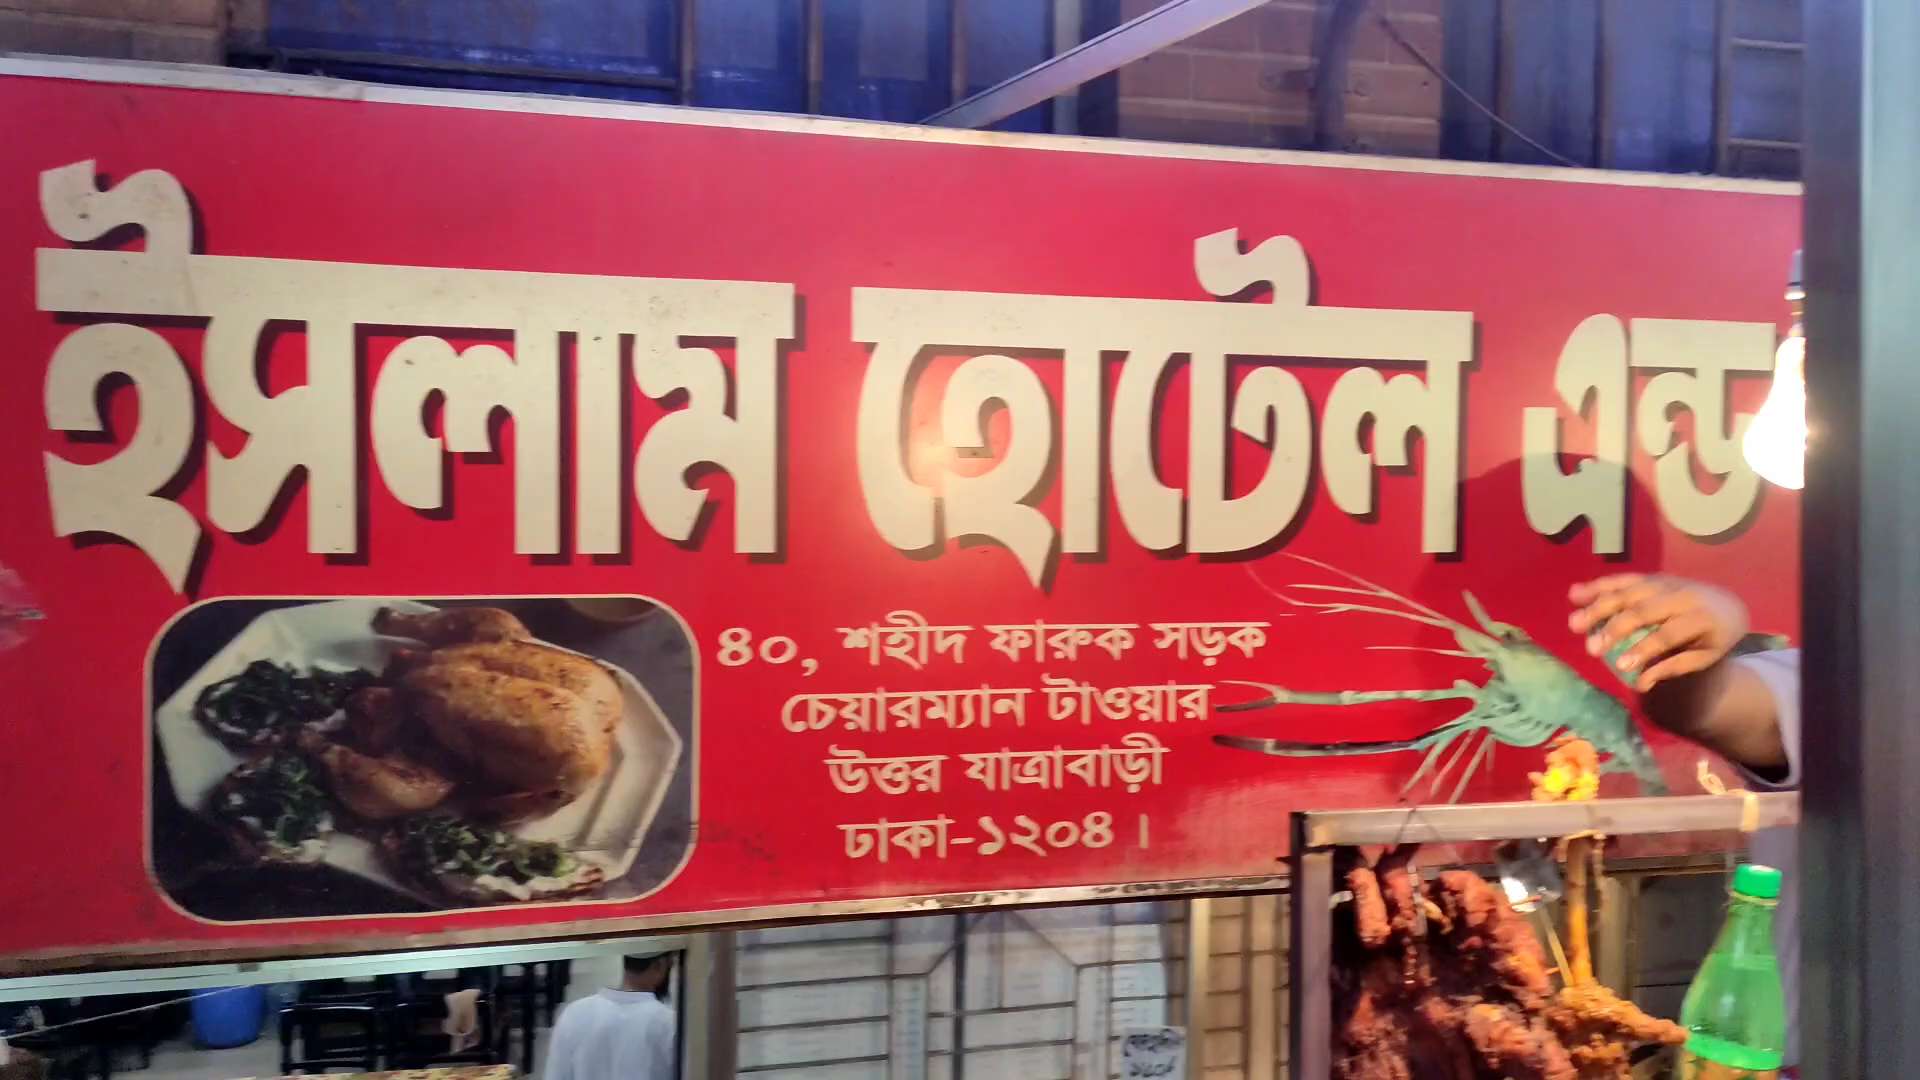 ইসলাম হোটেল এন্ড
৪০, শহীদ ফারুক সড়ক
চেয়ারম্যান টাওয়ার
উত্তর যাত্রাবাড়ী
ঢাকা-১২০৪।